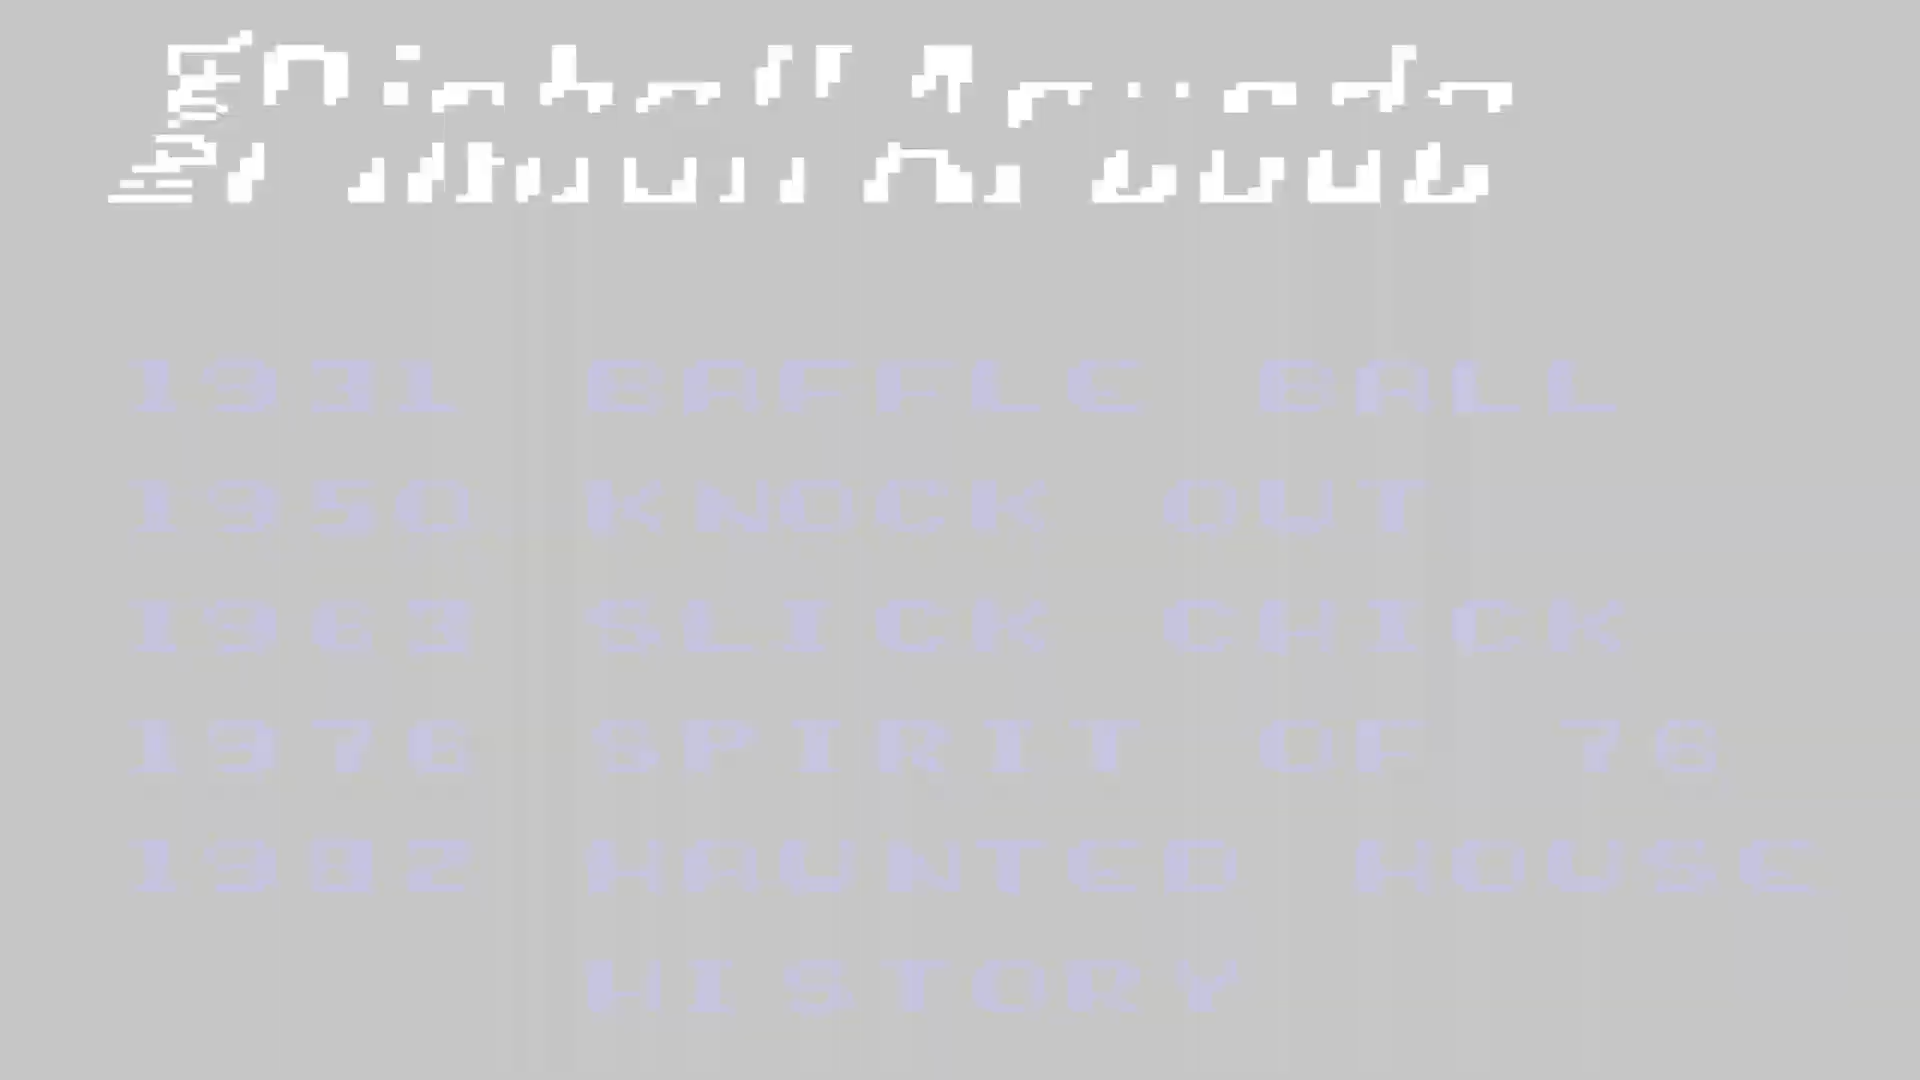 Pinball Arcade
1931 BAFFLE BALL
1950 KNOCK OUT
1963 SLICK CHICK
1976 SPIRIT OF 76
1982 HAUNTED HOUSE
HISTORY